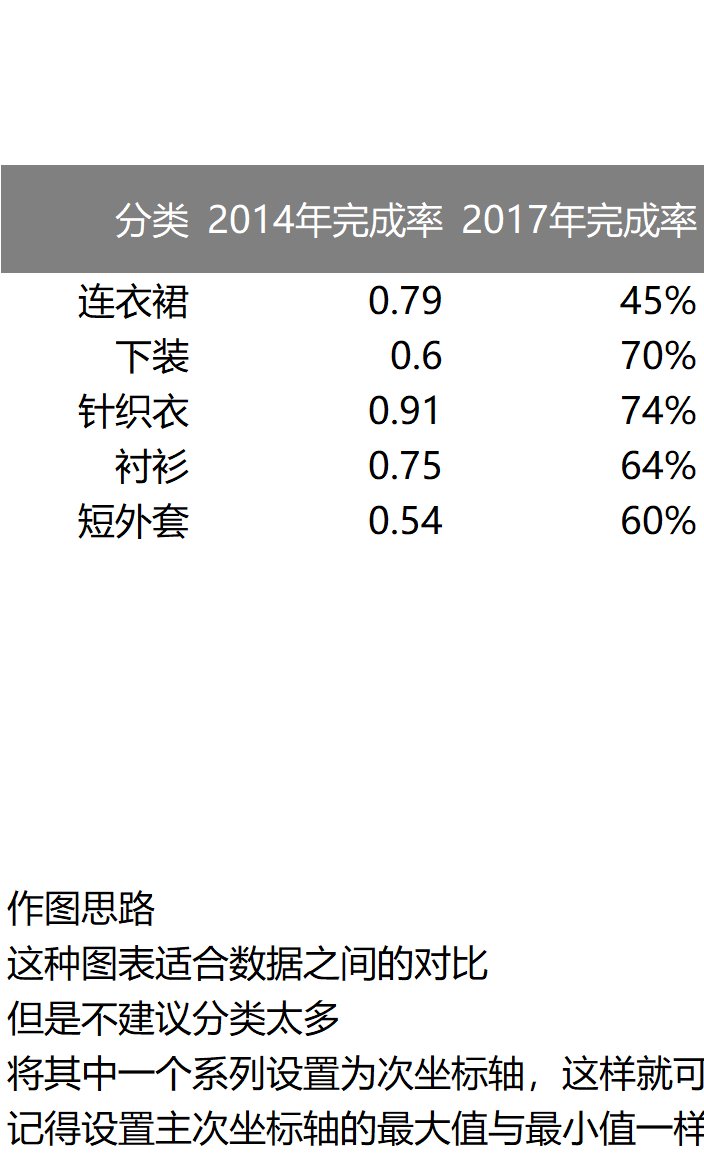 分类 2014年完成率 2017年完成率
连衣裙 0.79 45%
下装 0.6 70%
针织衣 0.91 74%
衬衫 0.75 64%
短外套 0.54 60%
作图思路
这种图表适合数据之间的对比
但是不建议分类太多
将其中一个系列设置为次坐标轴，这样就可
记得设置主次坐标轴的最大值与最小值一样